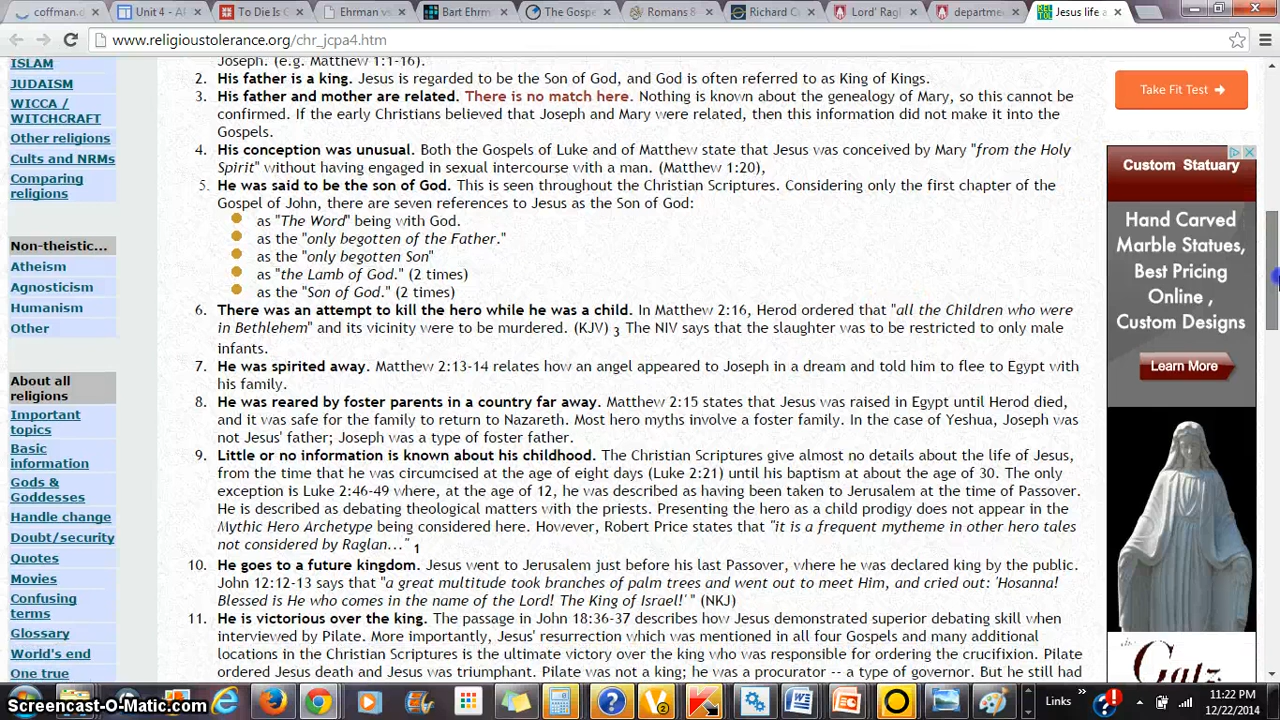 coffman.d
Unit 4 - AF
To Die Is G
Ehrman vs
Bart Ehrm
The Gospe
Romans 8
Richard C
Lord' Ragl
departme
Jesus life a
www.religioustolerance.org/chr_jcpa4.htm
ISLAM
JUDAISM
WICCA /
WITCHCRAFT
Other religions
Cults and NRMs
Comparing
religions
Non-theistic...
Atheism
Agnosticism
Humanism
Other
About all
religions
Important
topics
Basic
information
Gods &
Goddesses
Handle change
Doubt/security
Quotes
Movies
Confusing
terms
Glossary
World's end
One true
Joseph. (e.g. Matthew 1:1-16).
2. His father is a king. Jesus is regarded to be the Son of God, and God is often referred to as King of Kings.
3. His father and mother are related. There is no match here. Nothing is known about the genealogy of Mary, so this cannot be
confirmed. If the early Christians believed that Joseph and Mary were related, then this information did not make it into the
Gospels.
4. His conception was unusual. Both the Gospels of Luke and of Matthew state that Jesus was conceived by Mary "from the Holy
Spirit" without having engaged in sexual intercourse with a man. (Matthew 1:20),
5. He was said to be the son of God. This is seen throughout the Christian Scriptures. Considering only the first chapter of the
Gospel of John, there are seven references to Jesus as the Son of God:
as "The Word" being with God.
as the "only begotten of the Father."
as the "only begotten Son"
as "the Lamb of God." (2 times)
as the "Son of God." (2 times)
6. There was an attempt to kill the hero while he was a child. In Matthew 2:16, Herod ordered that "all the Children who were
in Bethlehem" and its vicinity were to be murdered. (KJV) 3 The NIV says that the slaughter was to be restricted to only male
infants.
7. He was spirited away. Matthew 2:13-14 relates how an angel appeared to Joseph in a dream and told him to flee to Egypt with
his family.
8. He was reared by foster parents in a country far away. Matthew 2:15 states that Jesus was raised in Egypt until Herod died,
and it was safe for the family to return to Nazareth. Most hero myths involve a foster family. In the case of Yeshua, Joseph was
not Jesus' father; Joseph was a type of foster father.
9. Little or no information is known about his childhood. The Christian Scriptures give almost no details about the life of Jesus,
from the time that he was circumcised at the age of eight days (Luke 2:21) until his baptism at about the age of 30. The only
exception is Luke 2:46-49 where, at the age of 12, he was described as having been taken to Jerusalem at the time of Passover.
He is described as debating theological matters with the priests. Presenting the hero as a child prodigy does not appear in the
Mythic Hero Archetype being considered here. However, Robert Price states that "it is a frequent mytheme in other hero tales
not considered by Raglan..." 1
10. He goes to a future kingdom. Jesus went to Jerusalem just before his last Passover, where he was declared king by the public.
John 12:12-13 says that "a great multitude took branches of palm trees and went out to meet Him, and cried out: 'Hosanna!
Blessed is He who comes in the name of the Lord! The King of Israel!' " (NKJ)
11. He is victorious over the king. The passage in John 18:36-37 describes how Jesus demonstrated superior debating skill when
interviewed by Pilate. More importantly, Jesus' resurrection which was mentioned in all four Gospels and many additional
locations in the Christian Scriptures is the ultimate victory over the king who was responsible for ordering the crucifixion. Pilate
ordered Jesus death and Jesus was triumphant. Pilate was not a king; he was a procurator -- a type of governor. But he still had
Take Fit Test
Custom Statuary
Hand Carved
Marble Statues,
Best Pricing
Online ,
Custom Designs
Learn More
Screencast-O-Matic.com
Links
11:22 PM
12/22/2014